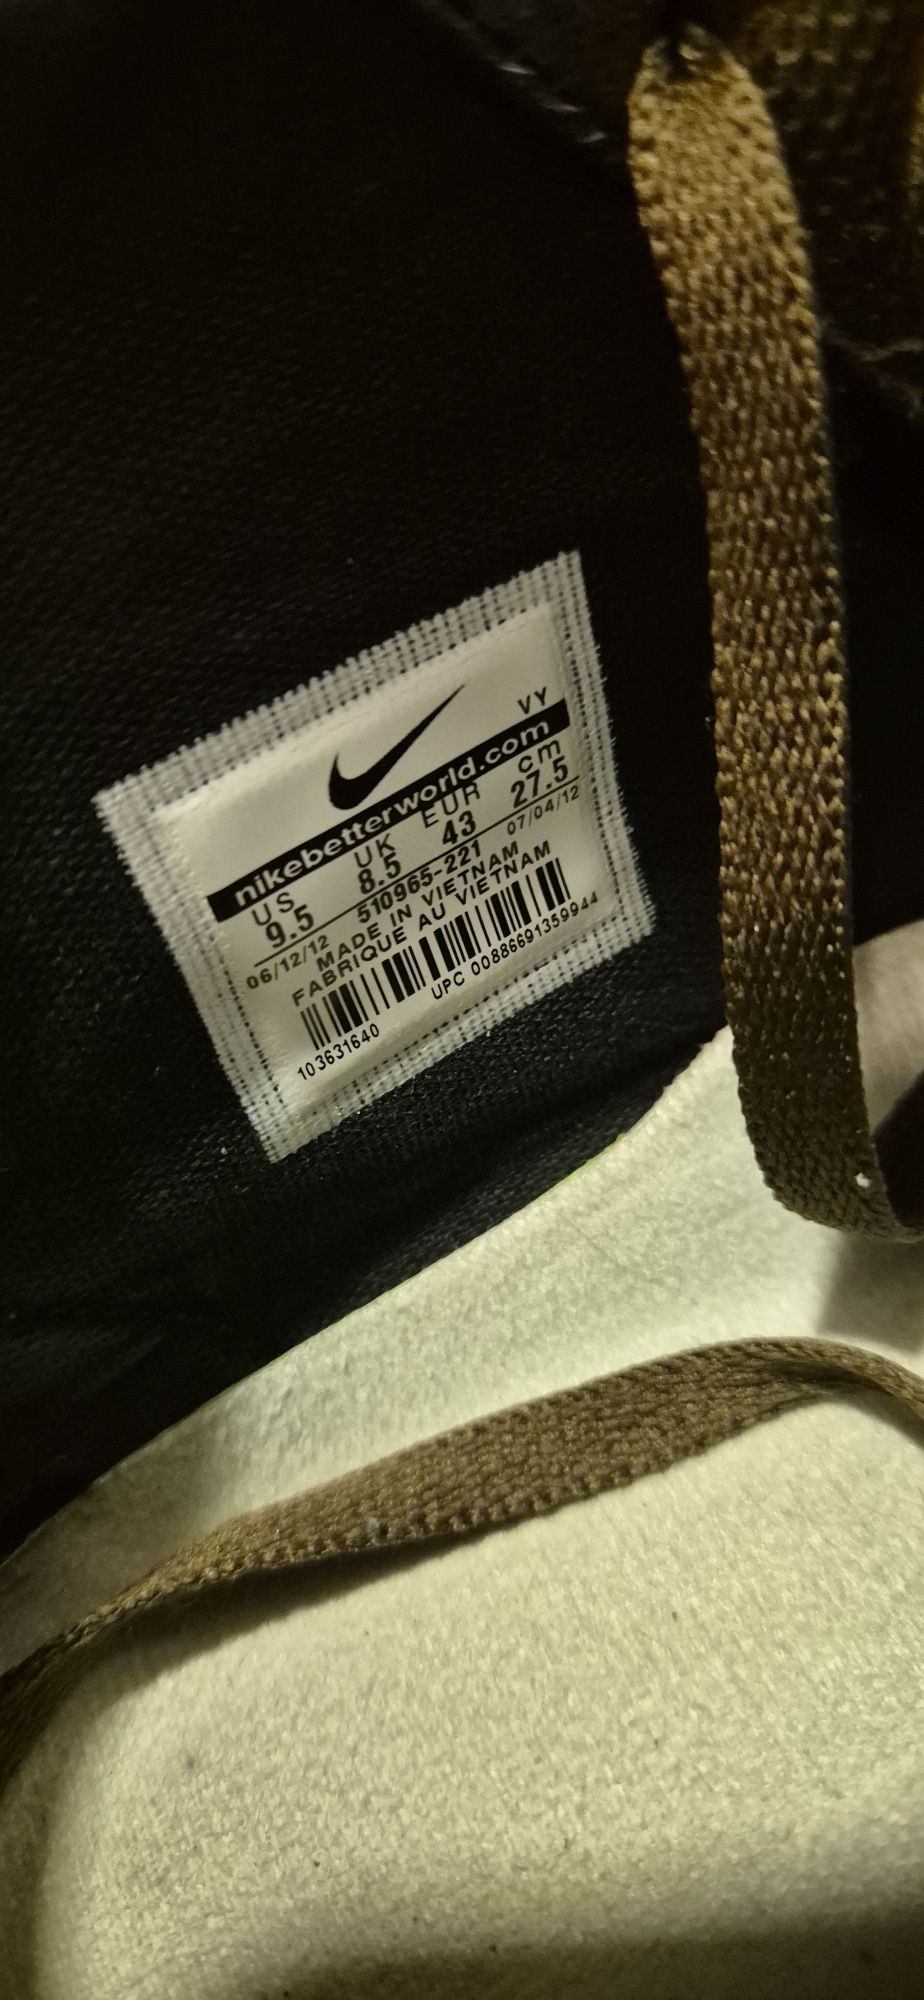 VY
nikebetterworld.com
US UK EUR cm
9.5 8.5 43 27.5
06/12/12 510965-221 07/04/12
MADE IN VIETNAM
FABRIQUE AU VIETNAM
103631640 UPC 00886691359944